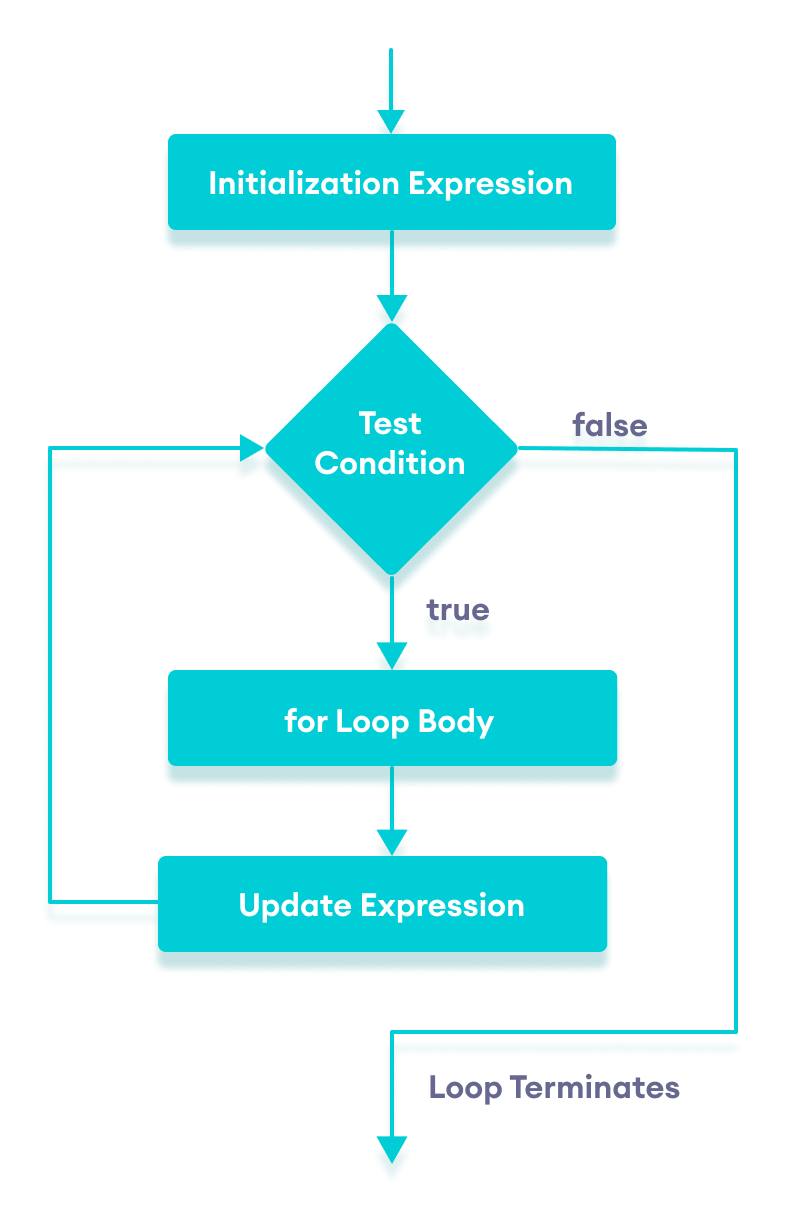 Initialization Expression
Test
Condition
false
true
for Loop Body
Update Expression
Loop Terminates